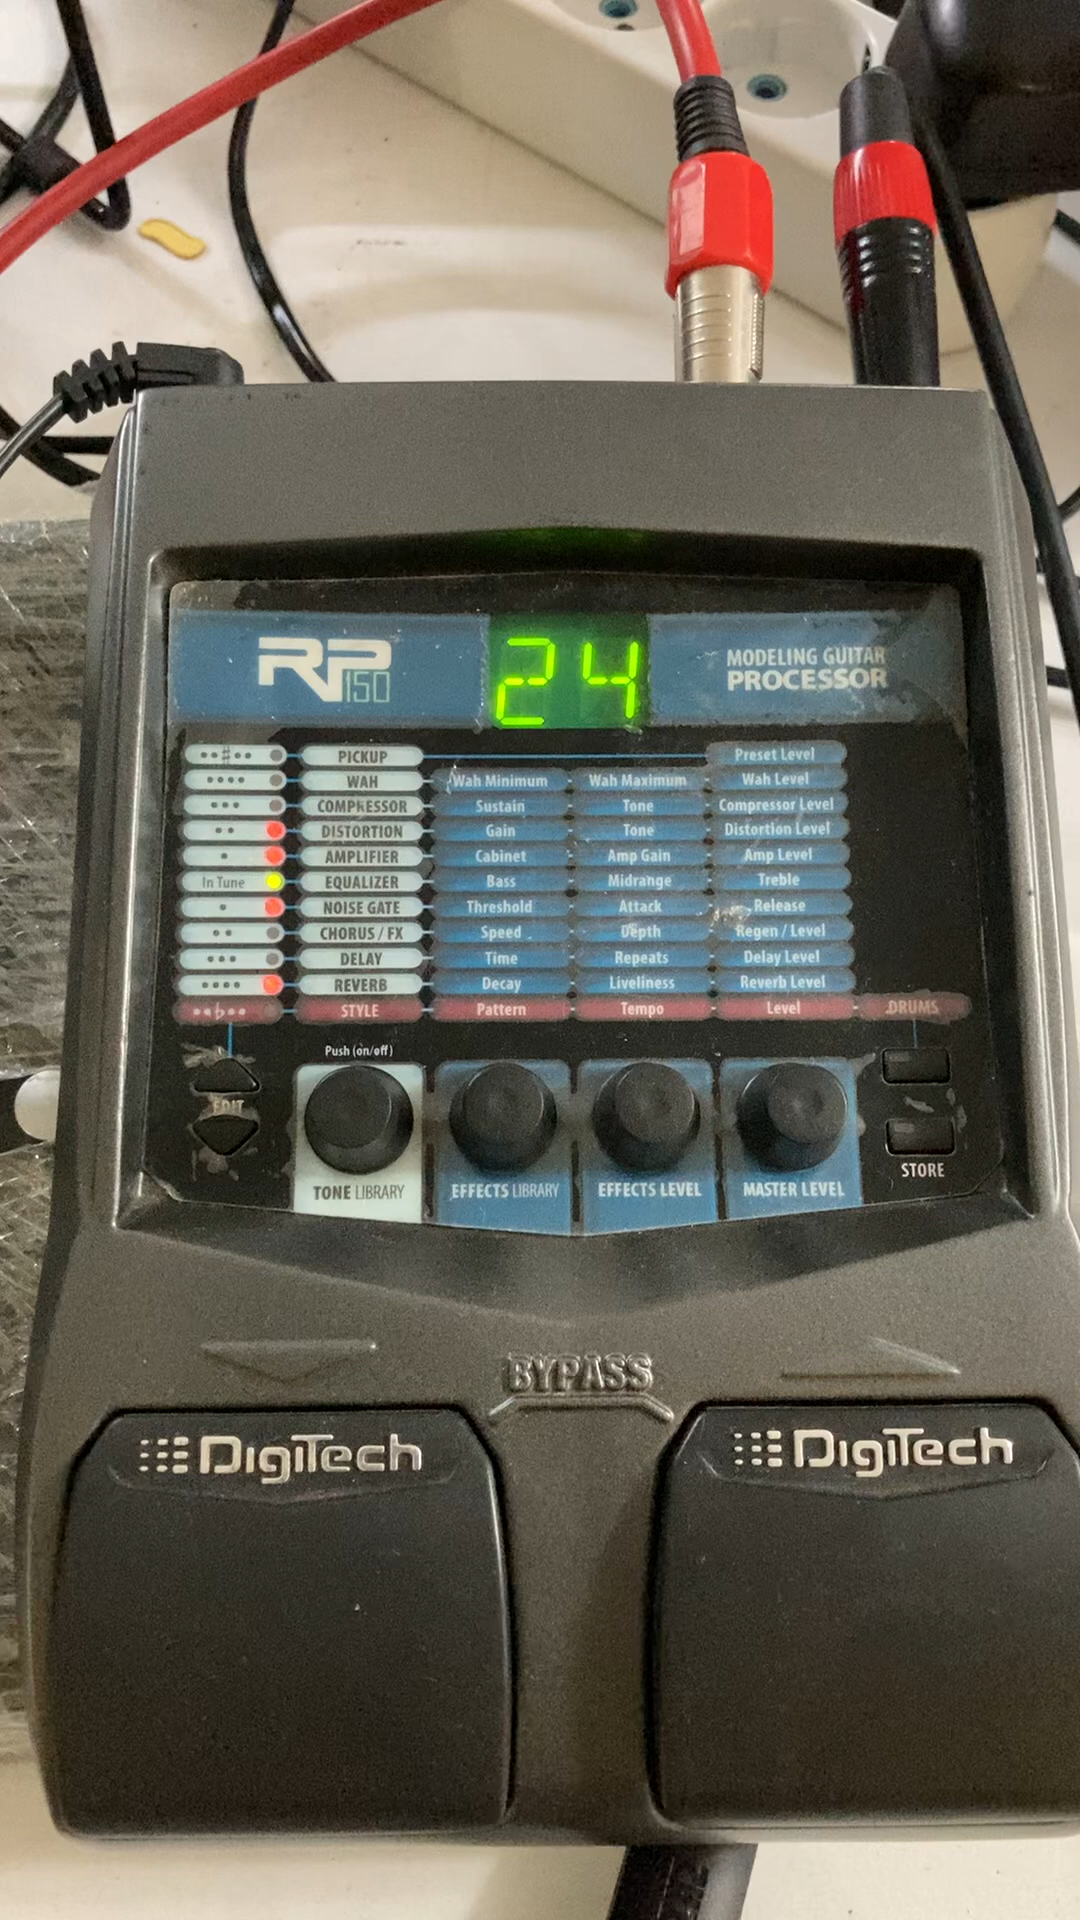 RP150
24
MODELING GUITAR
PROCESSOR
PICKUP Preset Level
WAH Wah Minimum Wah Maximum Wah Level
COMPRESSOR Sustain Tone Compressor Level
DISTORTION Gain Tone Distortion Level
AMPLIFIER Cabinet Amp Gain Amp Level
In Tune EQUALIZER Bass Midrange Treble
NOISE GATE Threshold Attack Release
CHORUS / FX Speed Depth Regen / Level
DELAY Time Repeats Delay Level
REVERB Decay Liveliness Reverb Level
STYLE Pattern Tempo Level DRUMS
Push (on/off)
EDIT
STORE
TONE LIBRARY EFFECTS LIBRARY EFFECTS LEVEL MASTER LEVEL
BYPASS
DigiTech DigiTech